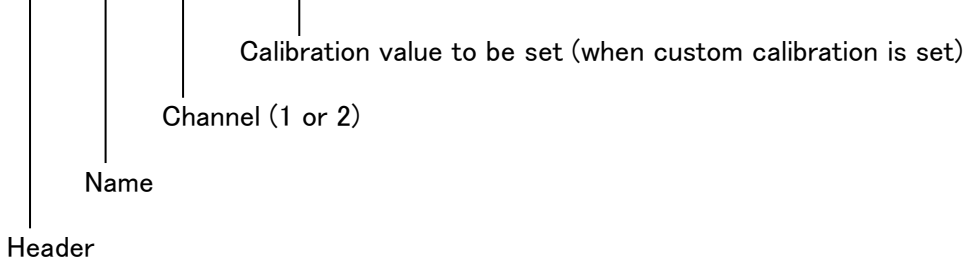 Calibration value to be set (when custom calibration is set)
Channel (1 or 2)
Name
Header